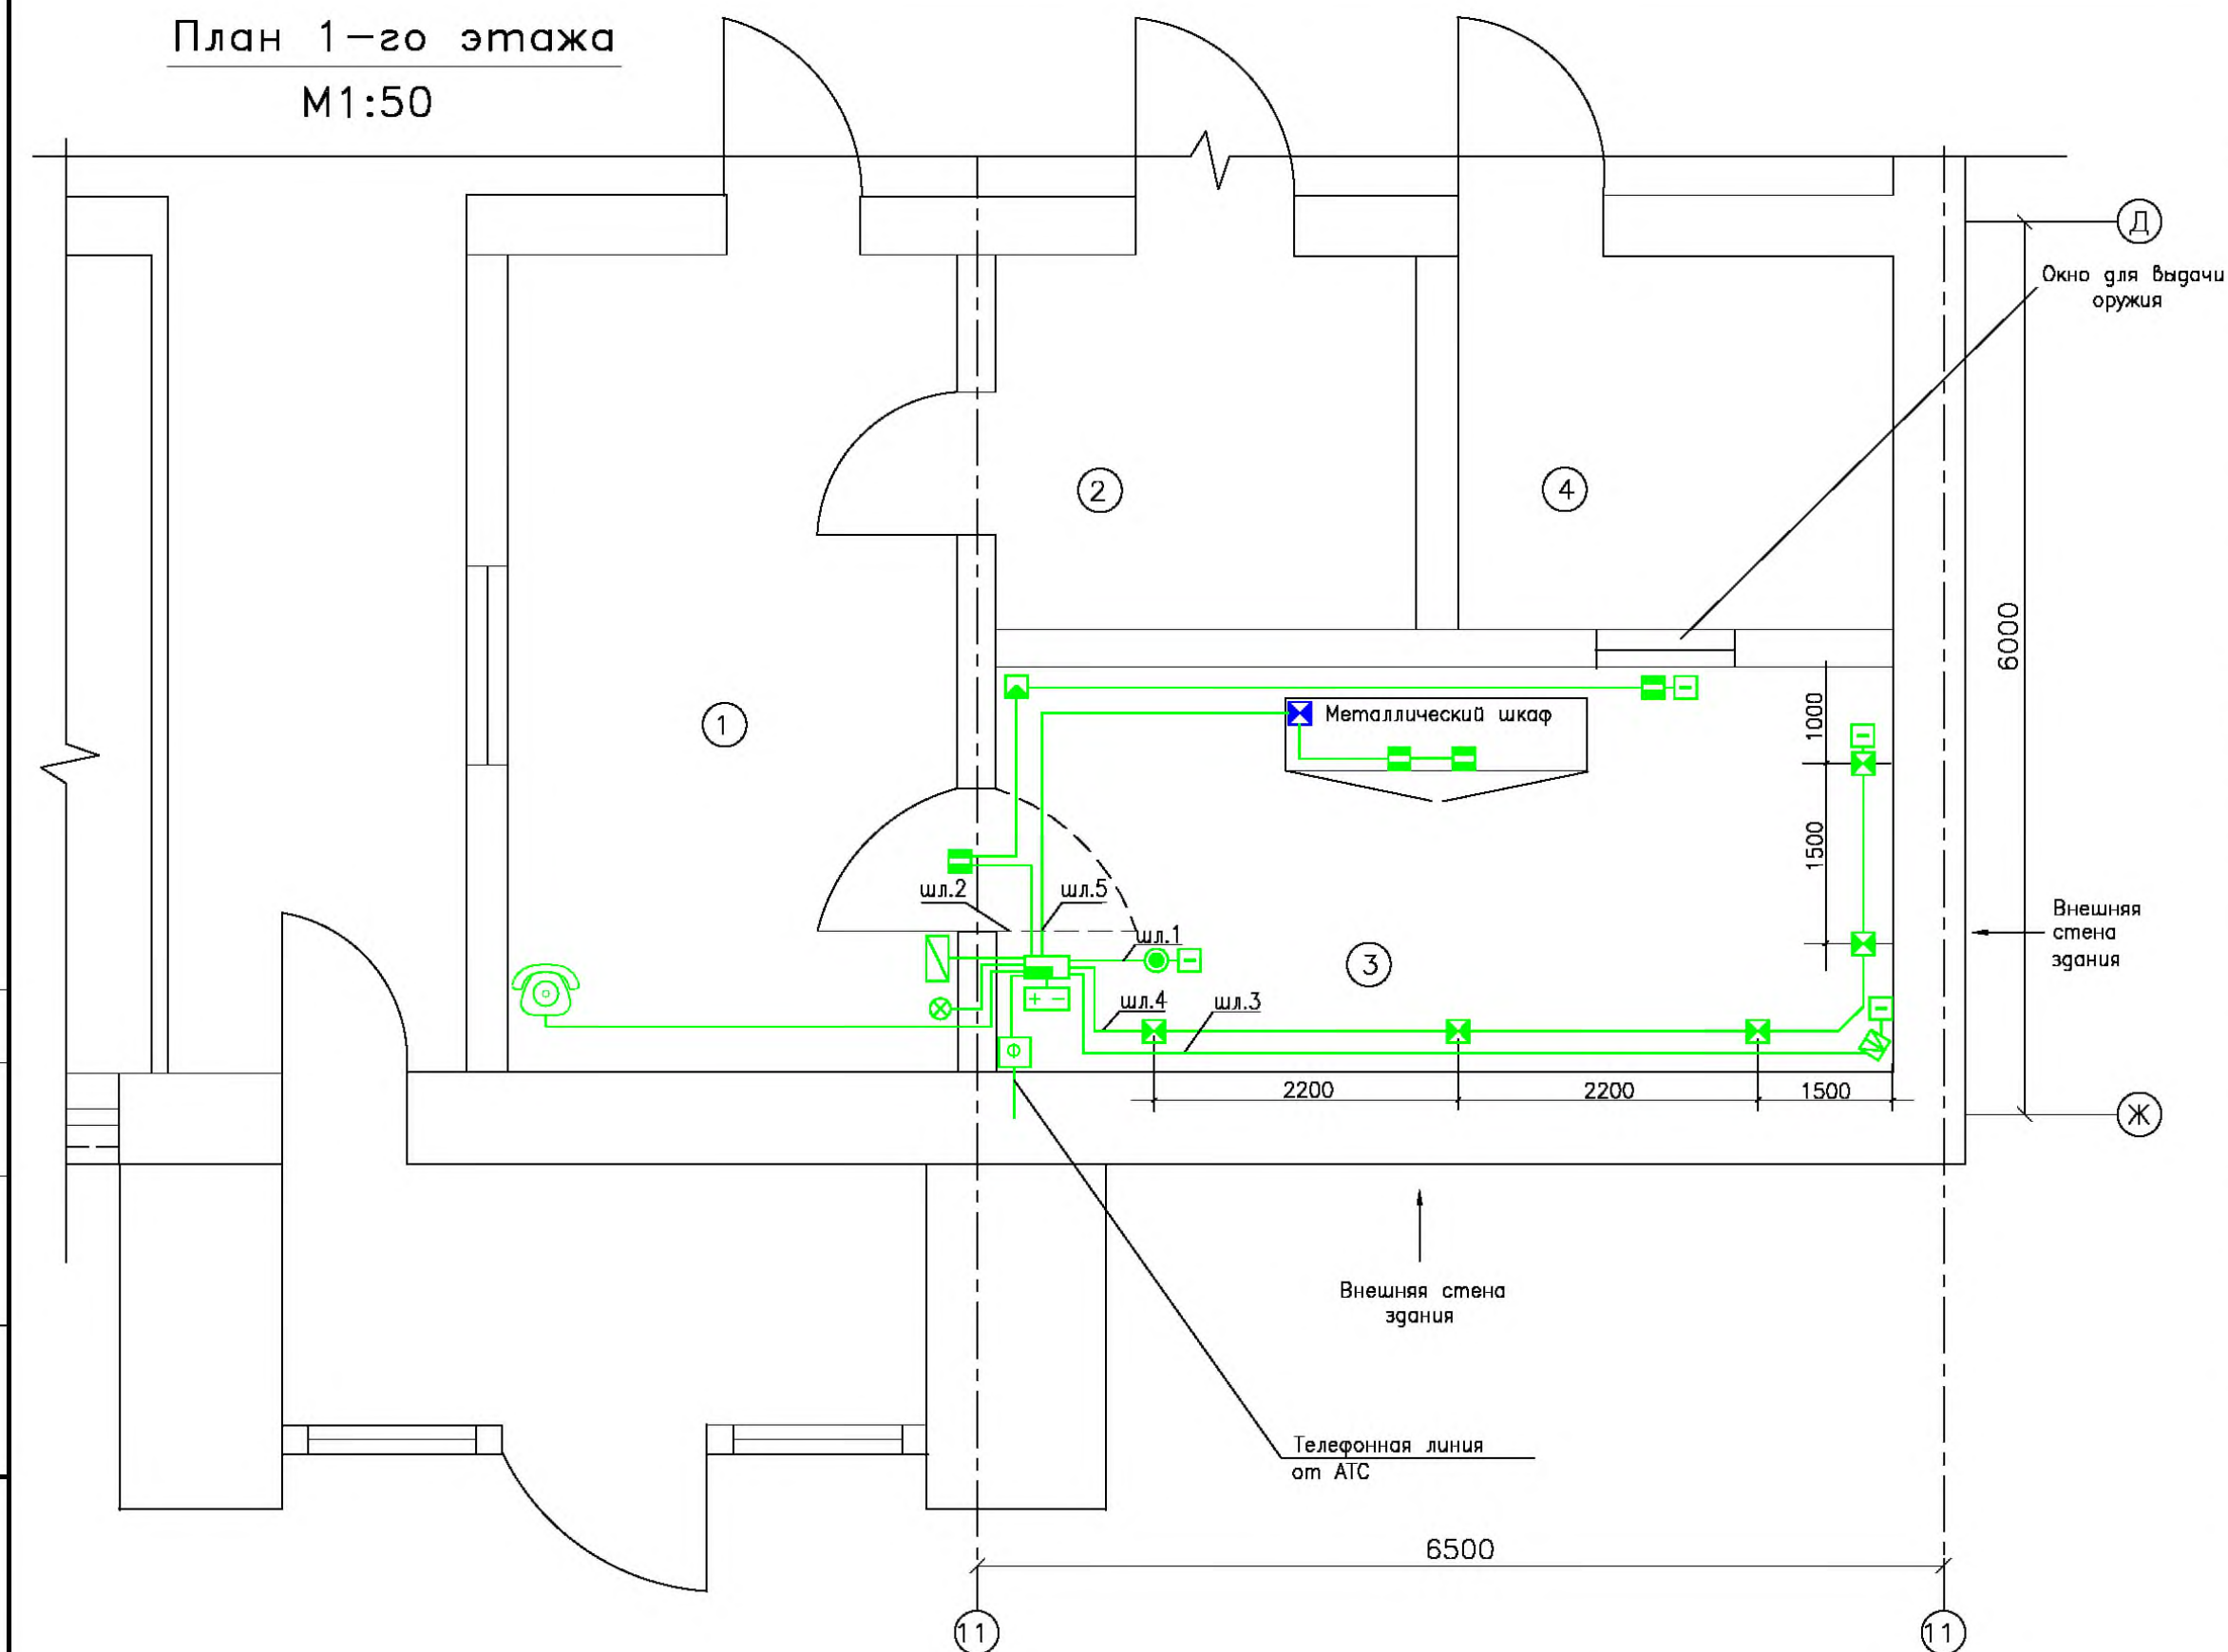 План 1-го этажа
М1:50
Д
Окно для выдачи
оружия
2
4
6000
1
Металлический шкаф
1000
1500
шл.2
шл.5
шл.1
3
Внешняя
стена
здания
шл.4
шл.3
+ -
2200
2200
1500
Ж
Внешняя стена
здания
Телефонная линия
от АТС
6500
11
11